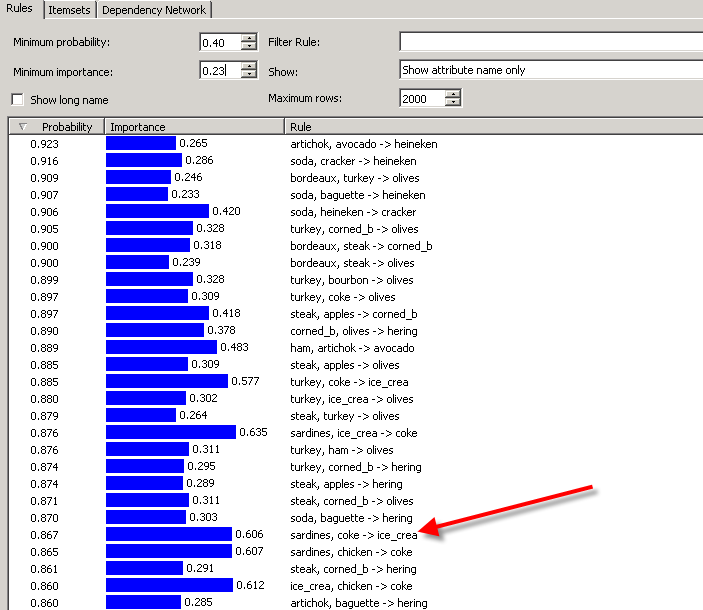 Rules Itemsets Dependency Network
Minimum probability: 0.40 Filter Rule:
Minimum importance: 0.23 Show: Show attribute name only
Show long name Maximum rows: 2000
Probability Importance Rule
0.923 0.265 artichok, avocado -> heineken
0.916 0.286 soda, cracker -> heineken
0.909 0.246 bordeaux, turkey -> olives
0.907 0.233 soda, baguette -> heineken
0.906 0.420 soda, heineken -> cracker
0.905 0.328 turkey, corned_b -> olives
0.900 0.318 bordeaux, steak -> corned_b
0.900 0.239 bordeaux, steak -> olives
0.899 0.328 turkey, bourbon -> olives
0.897 0.309 turkey, coke -> olives
0.897 0.418 steak, apples -> corned_b
0.890 0.378 corned_b, olives -> hering
0.889 0.483 ham, artichok -> avocado
0.885 0.309 steak, apples -> olives
0.885 0.577 turkey, coke -> ice_crea
0.880 0.302 turkey, ice_crea -> olives
0.879 0.264 steak, turkey -> olives
0.876 0.635 sardines, ice_crea -> coke
0.876 0.311 turkey, ham -> olives
0.874 0.295 turkey, corned_b -> hering
0.874 0.289 steak, apples -> hering
0.871 0.311 steak, corned_b -> olives
0.870 0.303 soda, baguette -> hering
0.867 0.606 sardines, coke -> ice_crea
0.865 0.607 sardines, chicken -> coke
0.861 0.291 steak, corned_b -> hering
0.860 0.612 ice_crea, chicken -> coke
0.860 0.285 artichok, baguette -> hering